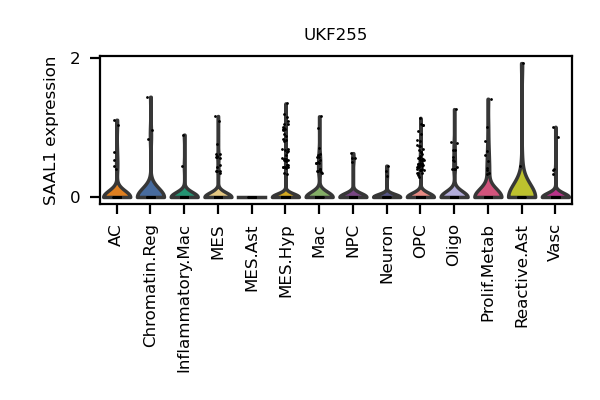 UKF255
SAAL1 expression
2
0
AC
Chromatin.Reg
Inflammatory.Mac
MES
MES.Ast
MES.Hyp
Mac
NPC
Neuron
OPC
Oligo
Prolif.Metab
Reactive.Ast
Vasc